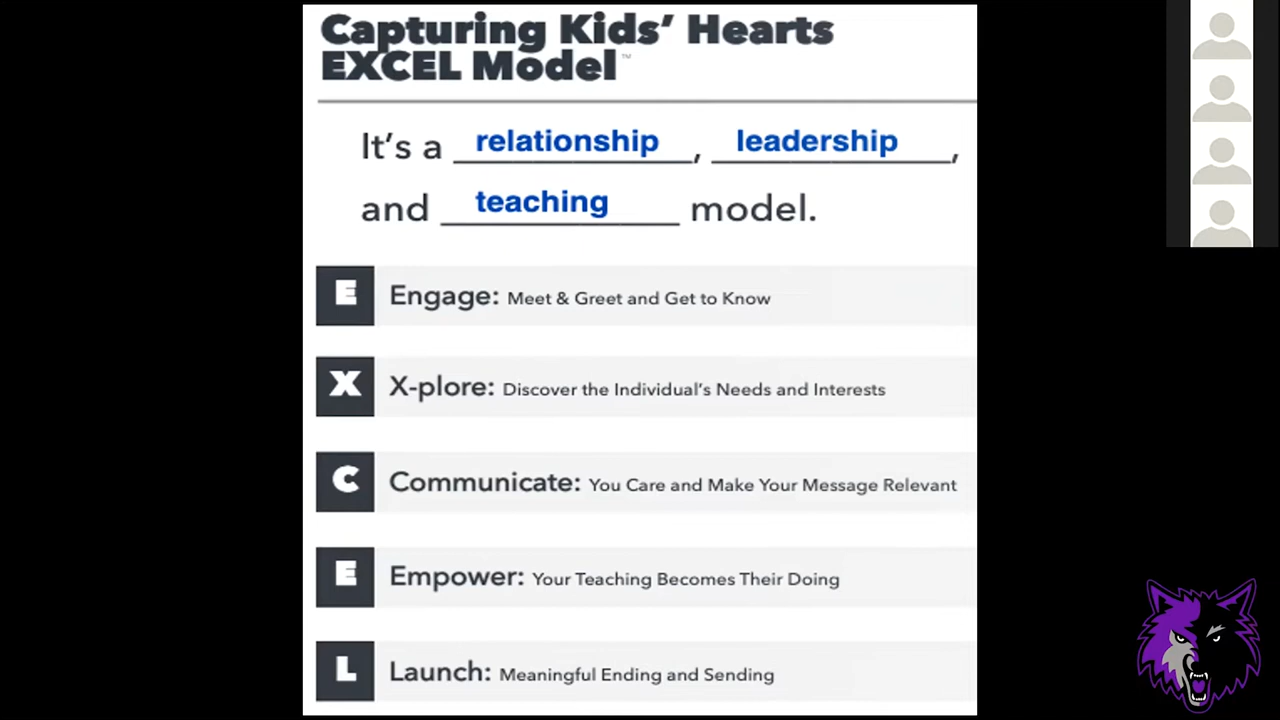 Capturing Kids' Hearts
EXCEL Model™
It's a relationship, leadership,
and teaching model.
E Engage: Meet & Greet and Get to Know
X X-plore: Discover the Individual's Needs and Interests
C Communicate: You Care and Make Your Message Relevant
E Empower: Your Teaching Becomes Their Doing
L Launch: Meaningful Ending and Sending